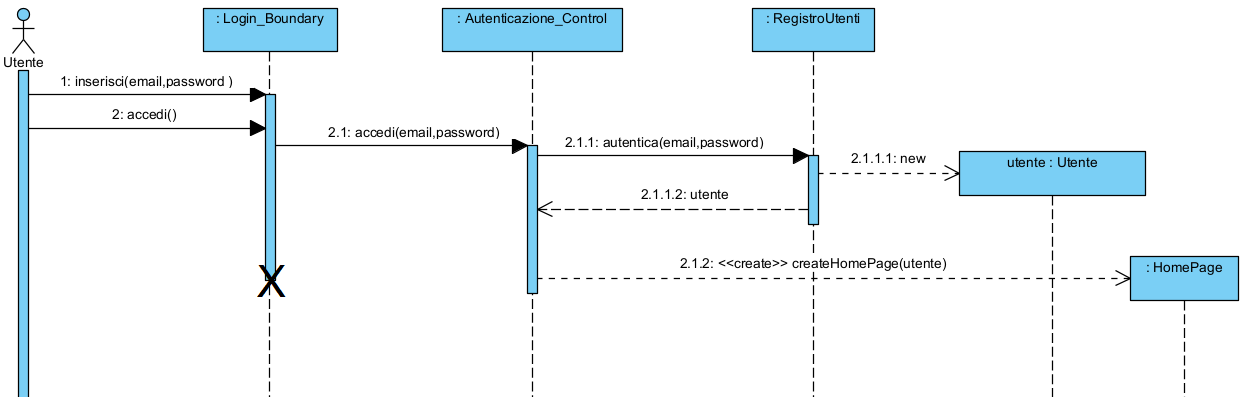 : Login_Boundary
: Autenticazione_Control
: RegistroUtenti
Utente
1: inserisci(email,password )
2: accedi()
2.1: accedi(email,password)
2.1.1: autentica(email,password)
2.1.1.1: new
utente : Utente
2.1.1.2: utente
2.1.2: <<create>> createHomePage(utente)
: HomePage